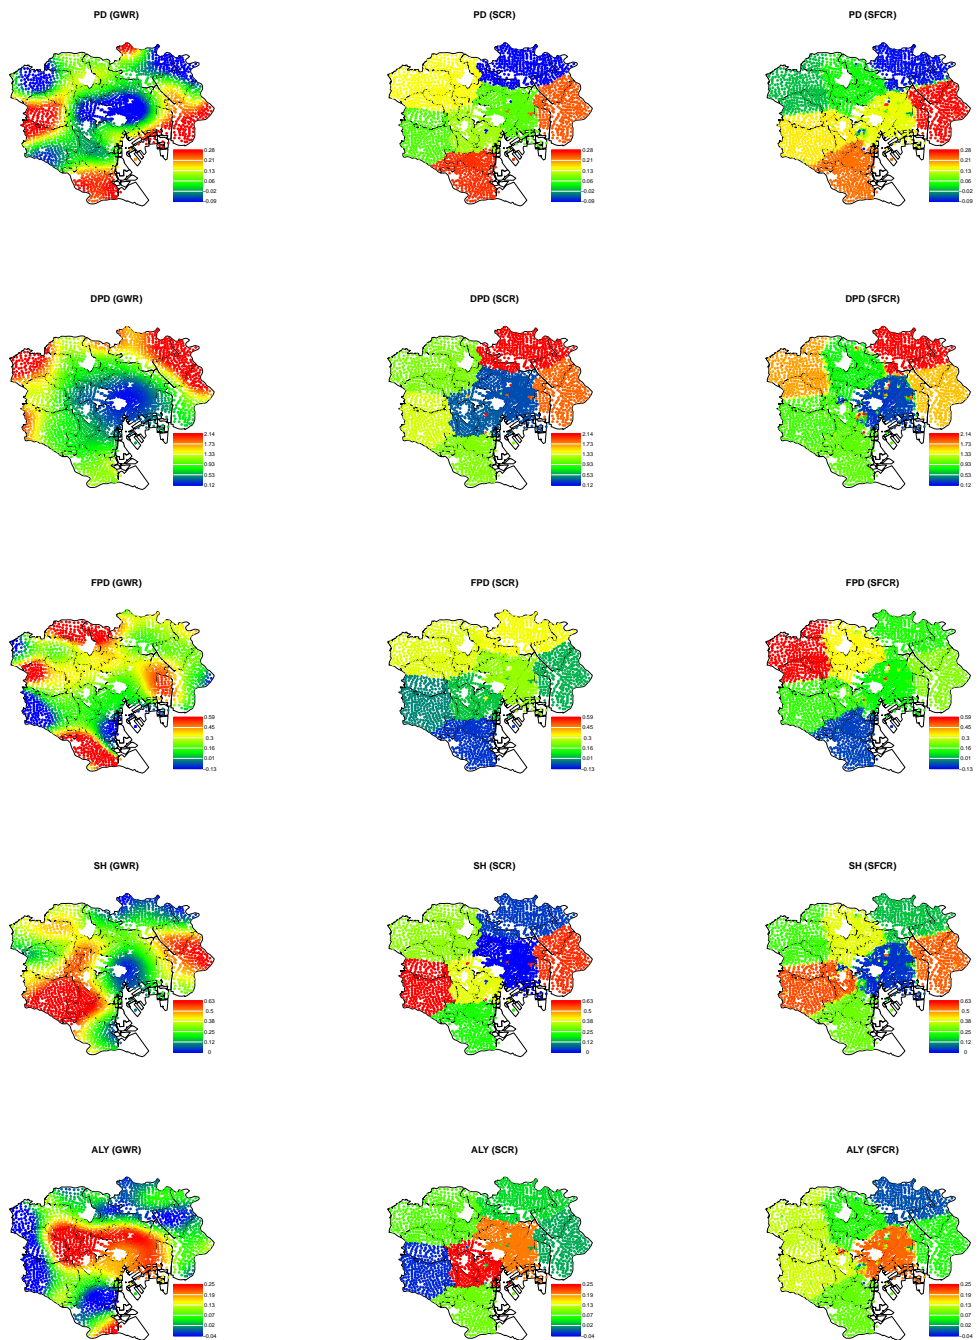 PD (GWR) PD (SCR) PD (SFCR)
0.28 0.28 0.28
0.21 0.21 0.21
0.13 0.13 0.13
0.06 0.06 0.06
−0.02 −0.02 −0.02
−0.09 −0.09 −0.09
DPD (GWR) DPD (SCR) DPD (SFCR)
2.14 2.14 2.14
1.73 1.73 1.73
1.33 1.33 1.33
0.93 0.93 0.93
0.53 0.53 0.53
0.12 0.12 0.12
FPD (GWR) FPD (SCR) FPD (SFCR)
0.59 0.59 0.59
0.45 0.45 0.45
0.3 0.3 0.3
0.16 0.16 0.16
0.01 0.01 0.01
−0.13 −0.13 −0.13
SH (GWR) SH (SCR) SH (SFCR)
0.63 0.63 0.63
0.5 0.5 0.5
0.38 0.38 0.38
0.25 0.25 0.25
0.12 0.12 0.12
0 0 0
ALY (GWR) ALY (SCR) ALY (SFCR)
0.25 0.25 0.25
0.19 0.19 0.19
0.13 0.13 0.13
0.07 0.07 0.07
0.02 0.02 0.02
−0.04 −0.04 −0.04